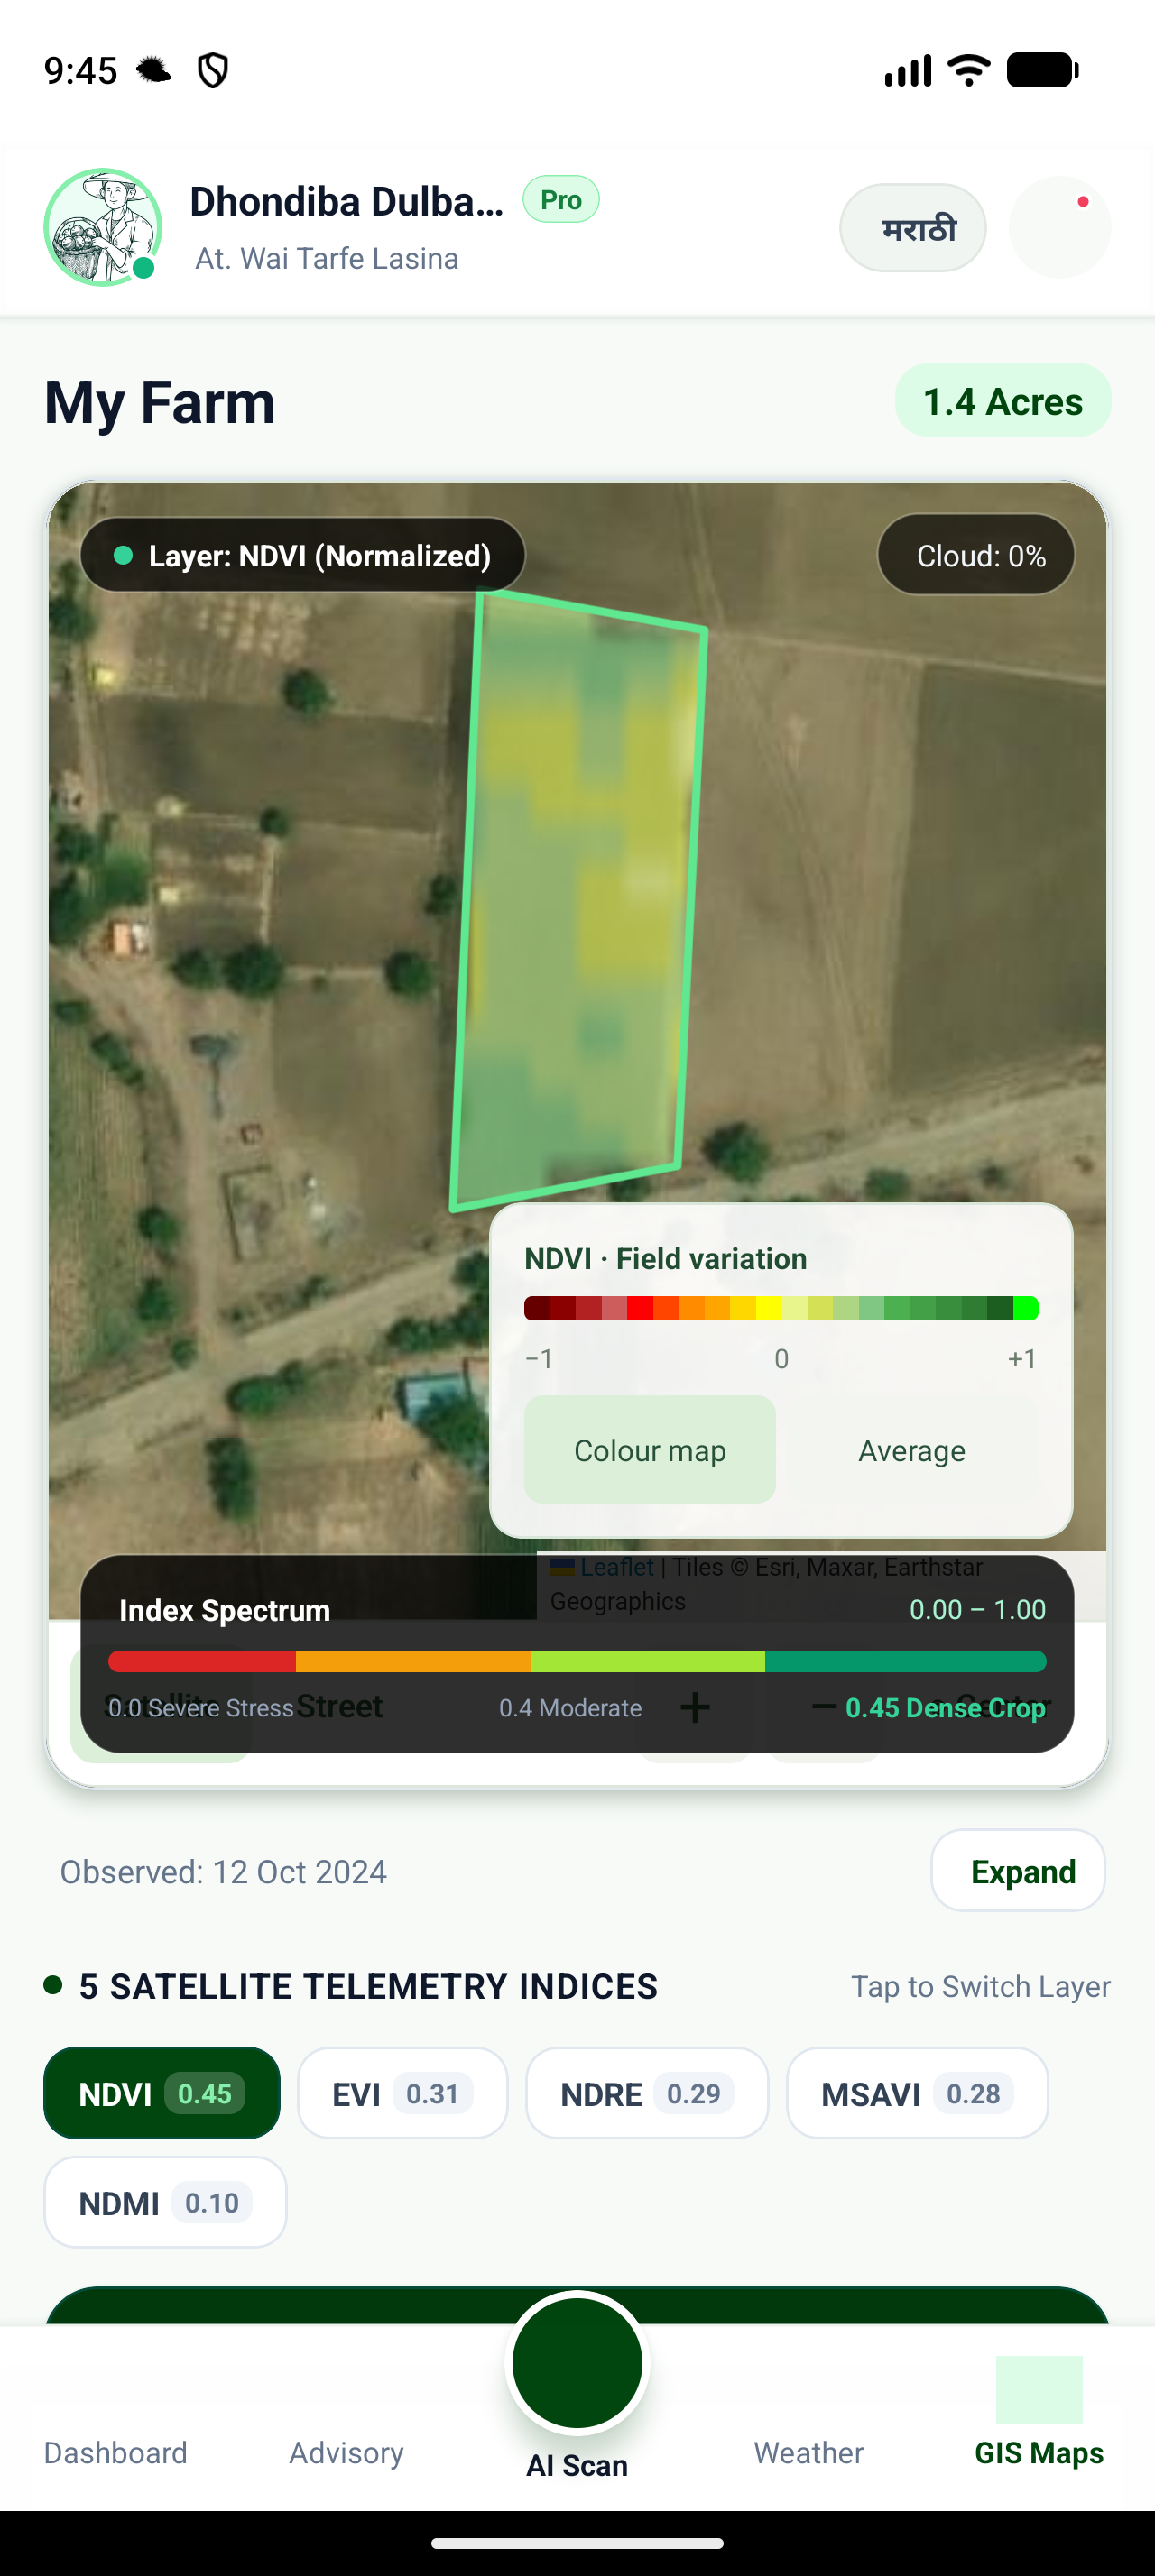 9:45
Dhondiba Dulba... Pro
At. Wai Tarfe Lasina
मराठी
My Farm
1.4 Acres
Layer: NDVI (Normalized)
Cloud: 0%
NDVI · Field variation
−1 0 +1
Colour map Average
Leaflet | Tiles © Esri, Maxar, Earthstar
Geographics
Index Spectrum
0.00 – 1.00
Satellite Street + −
0.0 Severe Stress 0.4 Moderate 0.45 Dense Crop
Observed: 12 Oct 2024
Expand
5 SATELLITE TELEMETRY INDICES
Tap to Switch Layer
NDVI 0.45
EVI 0.31
NDRE 0.29
MSAVI 0.28
NDMI 0.10
Dashboard Advisory AI Scan Weather GIS Maps